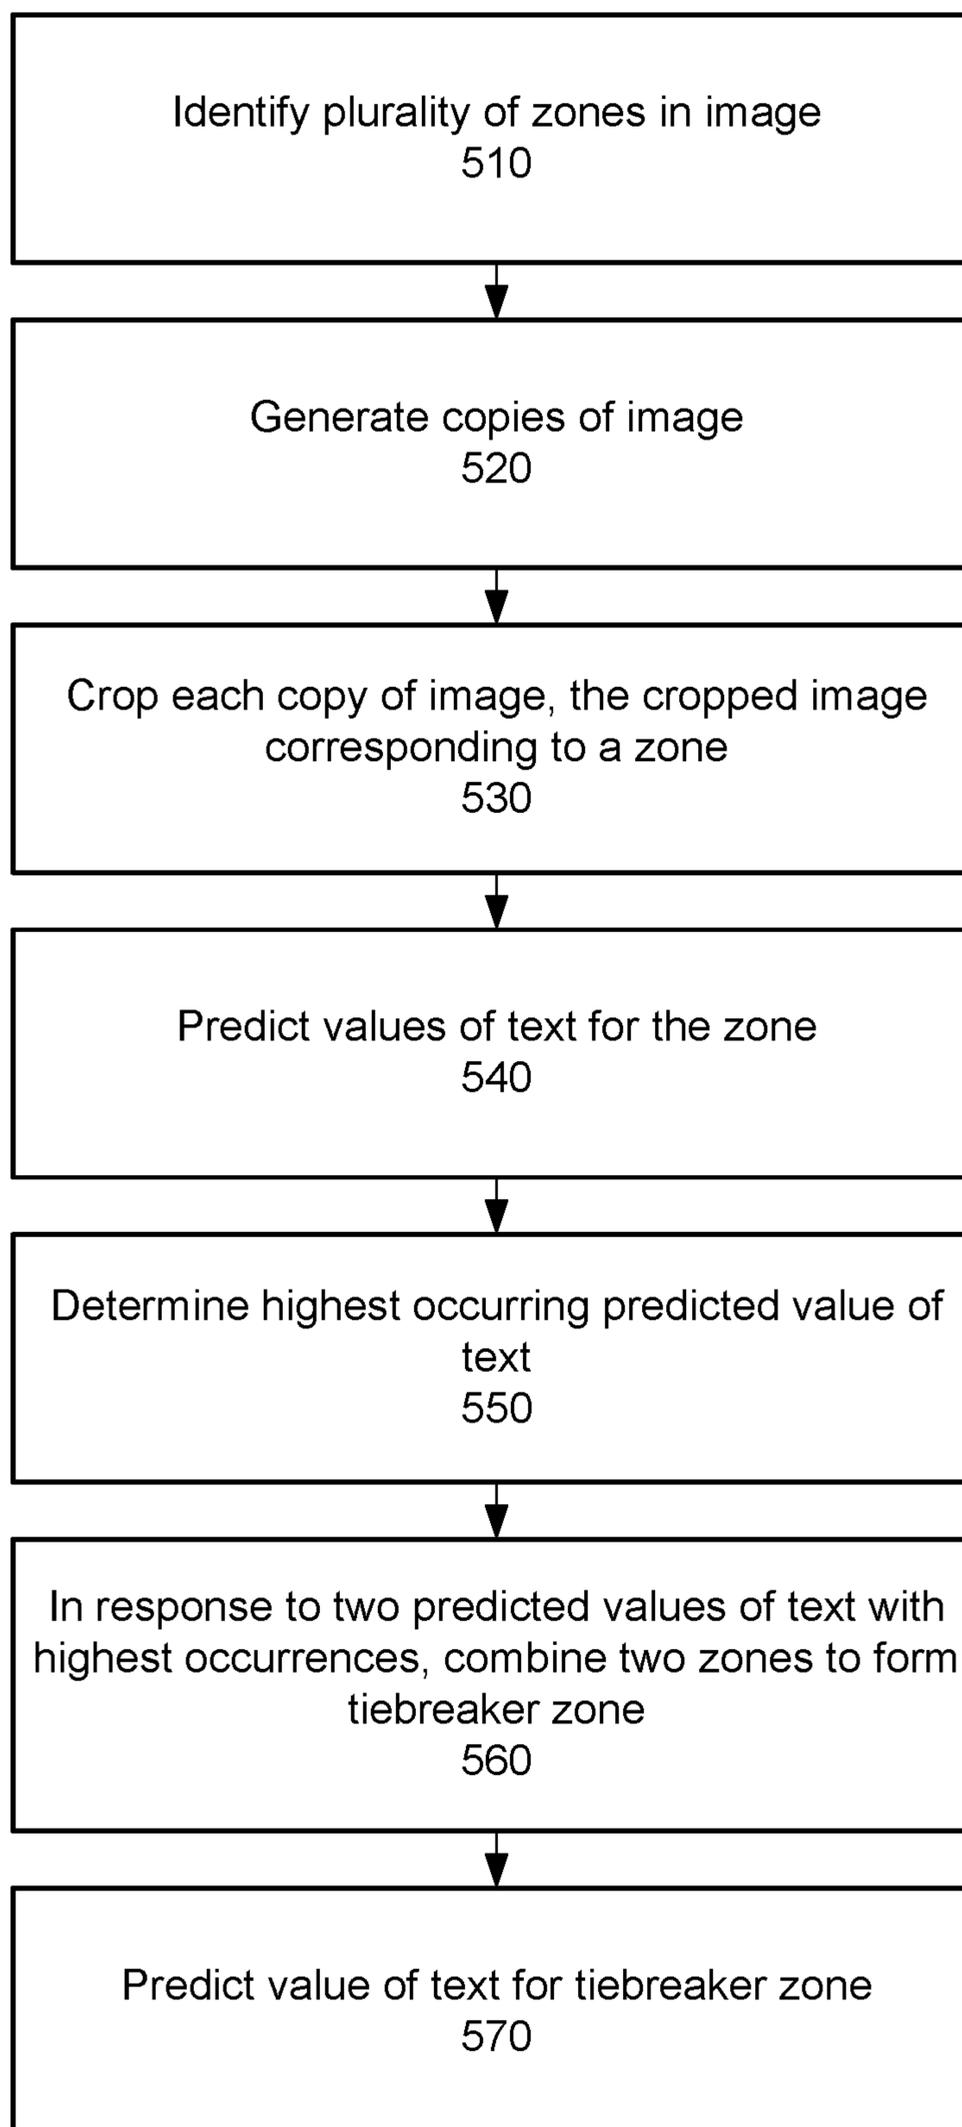 Identify plurality of zones in image
510
Generate copies of image
520
Crop each copy of image, the cropped image
corresponding to a zone
530
Predict values of text for the zone
540
Determine highest occurring predicted value of
text
550
In response to two predicted values of text with
highest occurrences, combine two zones to form
tiebreaker zone
560
Predict value of text for tiebreaker zone
570